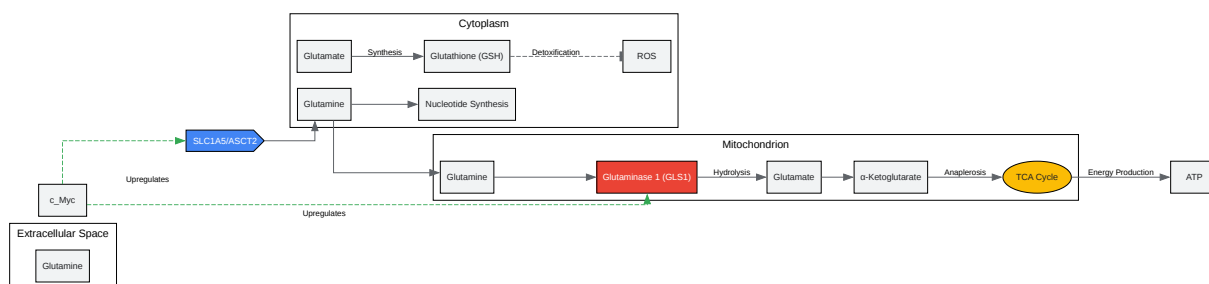 Cytoplasm
Glutamate
Synthesis
Glutathione (GSH)
Detoxification
ROS
Glutamine
Nucleotide Synthesis
SLC1A5/ASCT2
Mitochondrion
Glutamine
Glutaminase 1 (GLS1)
Hydrolysis
Glutamate
α-Ketoglutarate
Anaplerosis
TCA Cycle
Energy Production
ATP
Upregulates
c_Myc
Upregulates
Extracellular Space
Glutamine